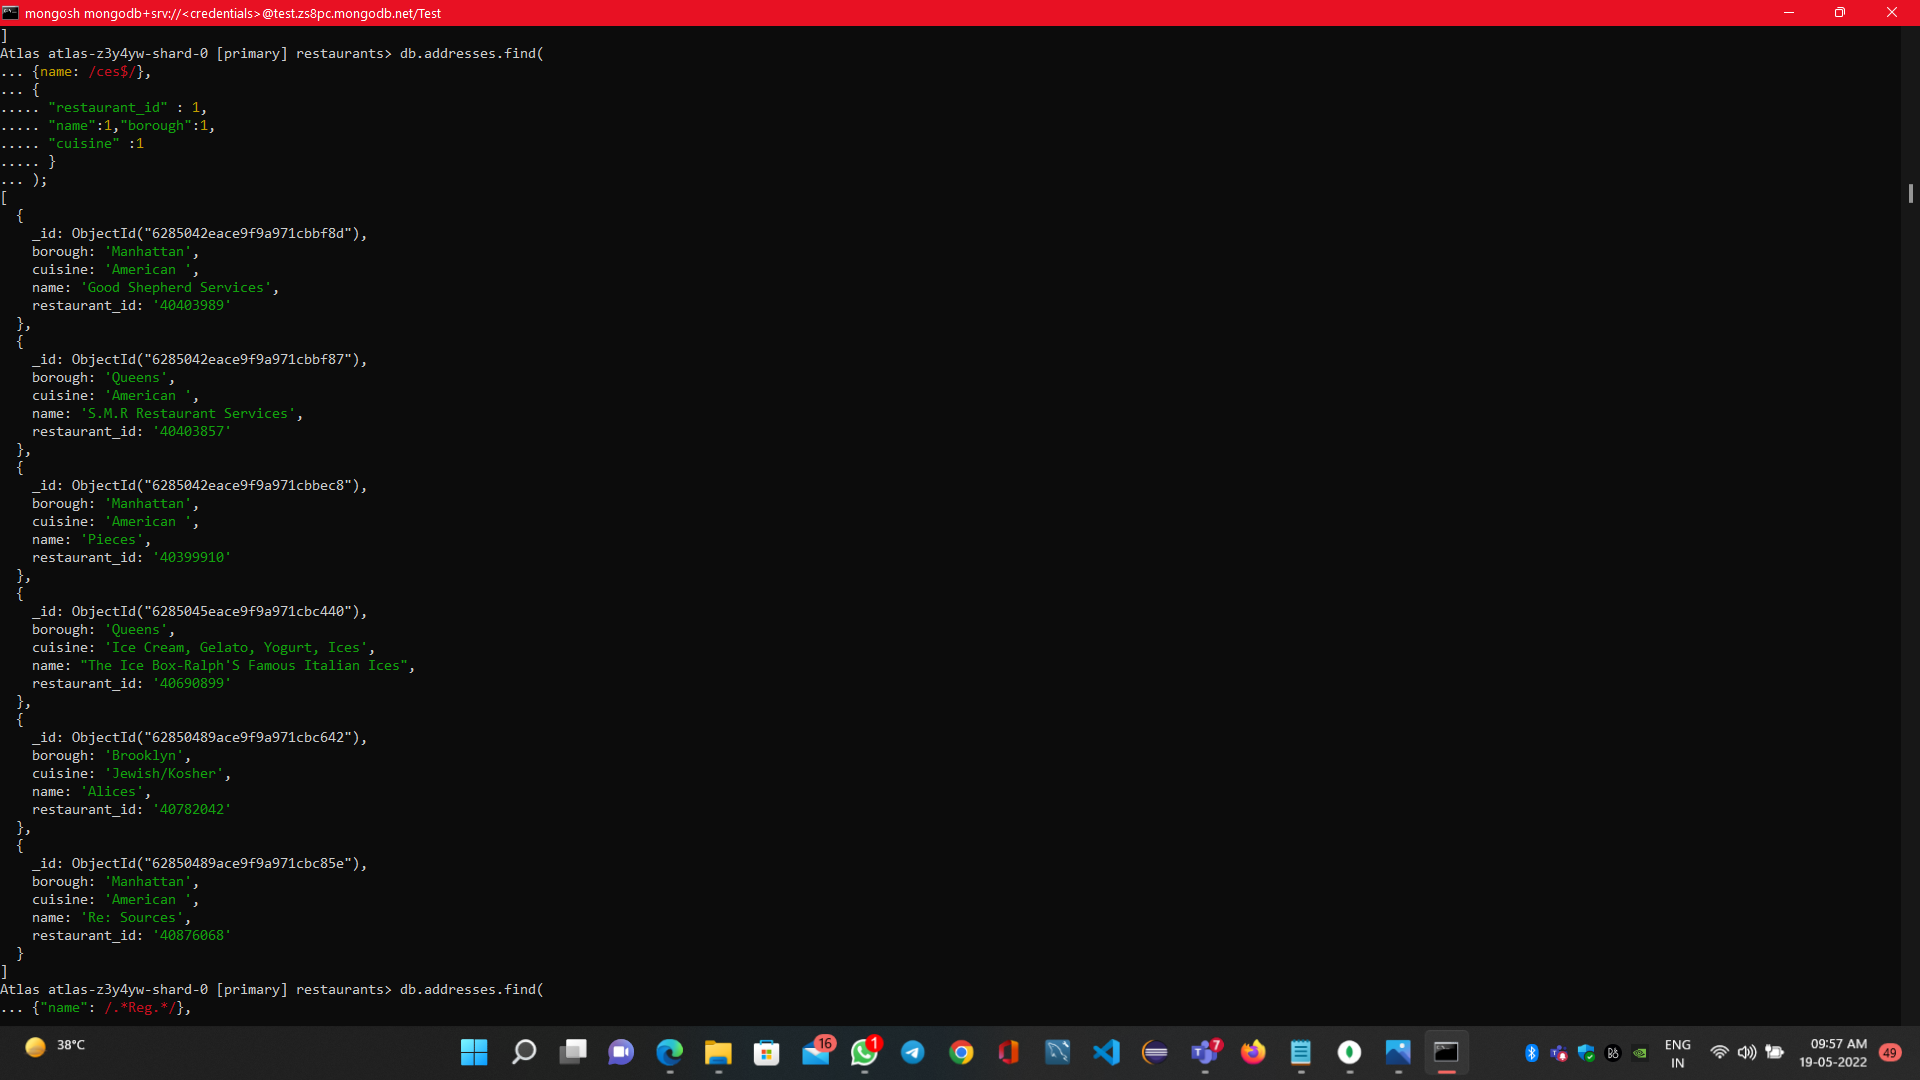 mongosh mongodb+srv://<credentials>@test.zs8pc.mongodb.net/Test
]
Atlas atlas-z3y4yw-shard-0 [primary] restaurants> db.addresses.find(
... {name: /ces$/},
... {
..... "restaurant_id" : 1,
..... "name":1,"borough":1,
..... "cuisine" :1
..... }
... );
[
  {
    _id: ObjectId("6285042eace9f9a971cbbf8d"),
    borough: 'Manhattan',
    cuisine: 'American ',
    name: 'Good Shepherd Services',
    restaurant_id: '40403989'
  },
  {
    _id: ObjectId("6285042eace9f9a971cbbf87"),
    borough: 'Queens',
    cuisine: 'American ',
    name: 'S.M.R Restaurant Services',
    restaurant_id: '40403857'
  },
  {
    _id: ObjectId("6285042eace9f9a971cbbec8"),
    borough: 'Manhattan',
    cuisine: 'American ',
    name: 'Pieces',
    restaurant_id: '40399910'
  },
  {
    _id: ObjectId("6285045eace9f9a971cbc440"),
    borough: 'Queens',
    cuisine: 'Ice Cream, Gelato, Yogurt, Ices',
    name: "The Ice Box-Ralph'S Famous Italian Ices",
    restaurant_id: '40690899'
  },
  {
    _id: ObjectId("62850489ace9f9a971cbc642"),
    borough: 'Brooklyn',
    cuisine: 'Jewish/Kosher',
    name: 'Alices',
    restaurant_id: '40782042'
  },
  {
    _id: ObjectId("62850489ace9f9a971cbc85e"),
    borough: 'Manhattan',
    cuisine: 'American ',
    name: 'Re: Sources',
    restaurant_id: '40876068'
  }
]
Atlas atlas-z3y4yw-shard-0 [primary] restaurants> db.addresses.find(
... {"name": /.*Reg.*/},
38°C
16
1
7
ENG
IN
09:57 AM
19-05-2022
49